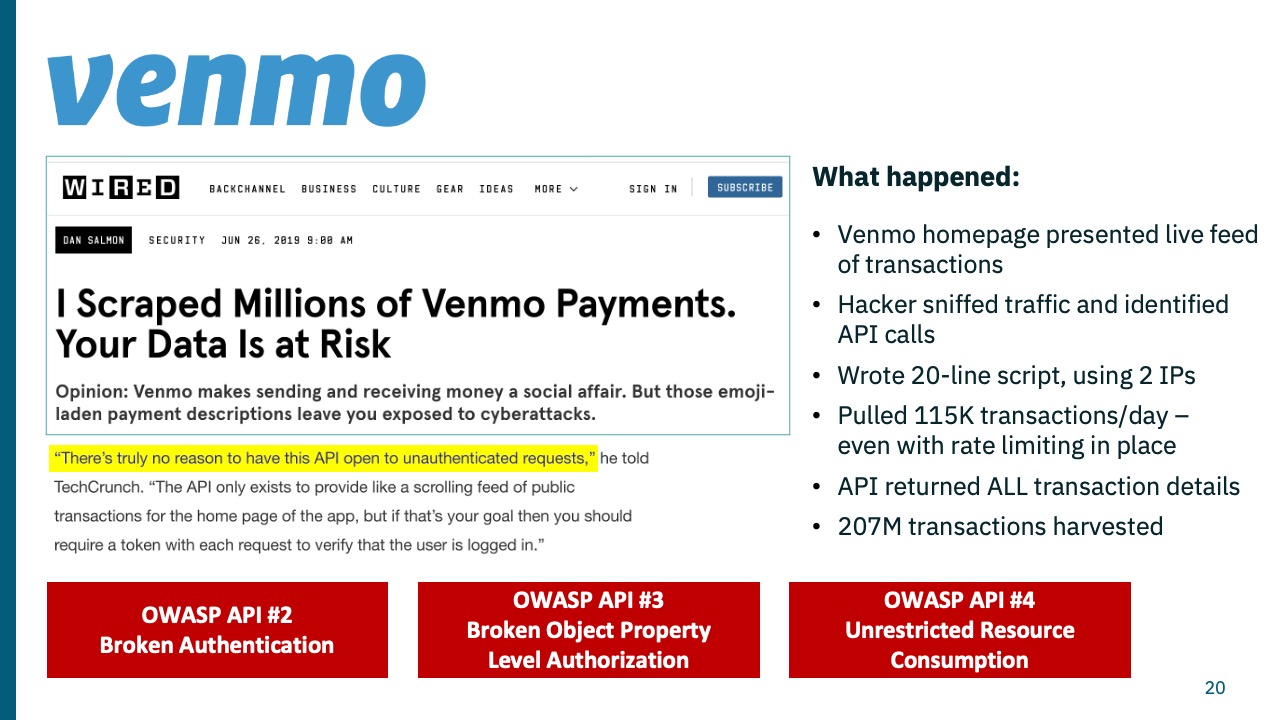 venmo
WIRED
BACKCHANNEL BUSINESS CULTURE GEAR IDEAS MORE SIGN IN SUBSCRIBE
DAN SALMON SECURITY JUN 26, 2019 9:00 AM
I Scraped Millions of Venmo Payments.
Your Data Is at Risk
Opinion: Venmo makes sending and receiving money a social affair. But those emoji-
laden payment descriptions leave you exposed to cyberattacks.
“There’s truly no reason to have this API open to unauthenticated requests,” he told
TechCrunch. “The API only exists to provide like a scrolling feed of public
transactions for the home page of the app, but if that’s your goal then you should
require a token with each request to verify that the user is logged in.”
What happened:
• Venmo homepage presented live feed
of transactions
• Hacker sniffed traffic and identified
API calls
• Wrote 20-line script, using 2 IPs
• Pulled 115K transactions/day –
even with rate limiting in place
• API returned ALL transaction details
• 207M transactions harvested
OWASP API #2
Broken Authentication
OWASP API #3
Broken Object Property
Level Authorization
OWASP API #4
Unrestricted Resource
Consumption
20